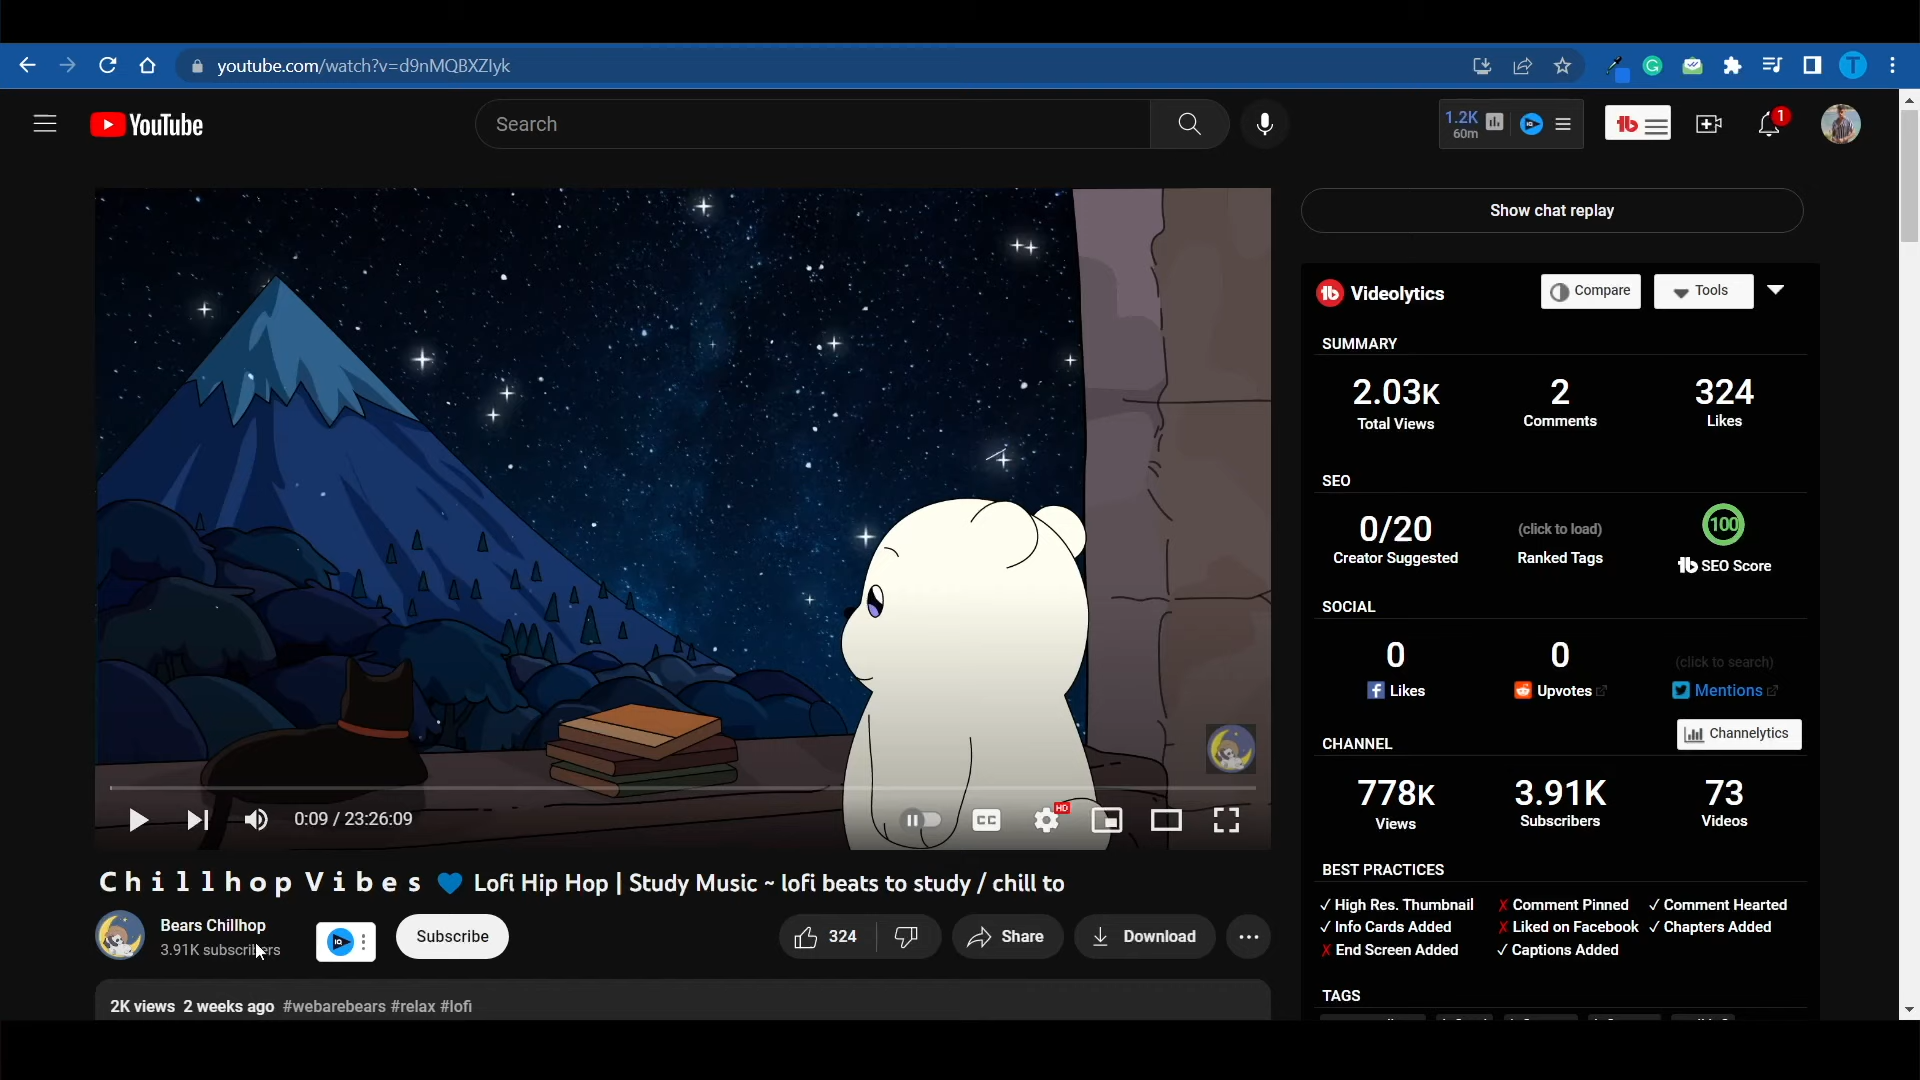 youtube.com/watch?v=d9nMQBXZlyk
T
YouTube
Search
1.2K
60m
1
Show chat replay
Videolytics
Compare
Tools
SUMMARY
2.03K 2 324
Total Views Comments Likes
SEO
0/20 (click to load) 100
Creator Suggested Ranked Tags tb SEO Score
SOCIAL
0 0 (click to search)
Likes Upvotes Mentions
CHANNEL
Channelytics
778K 3.91K 73
Views Subscribers Videos
BEST PRACTICES
✓ High Res. Thumbnail ✗ Comment Pinned ✓ Comment Hearted
✓ Info Cards Added ✗ Liked on Facebook ✓ Chapters Added
✗ End Screen Added ✓ Captions Added
TAGS
0:09 / 23:26:09
CC
HD
C h i l l h o p V i b e s 💙 Lofi Hip Hop | Study Music ~ lofi beats to study / chill to
Bears Chillhop
3.91K subscribers
IQ
Subscribe
324
Share
Download
2K views 2 weeks ago #webarebears #relax #lofi